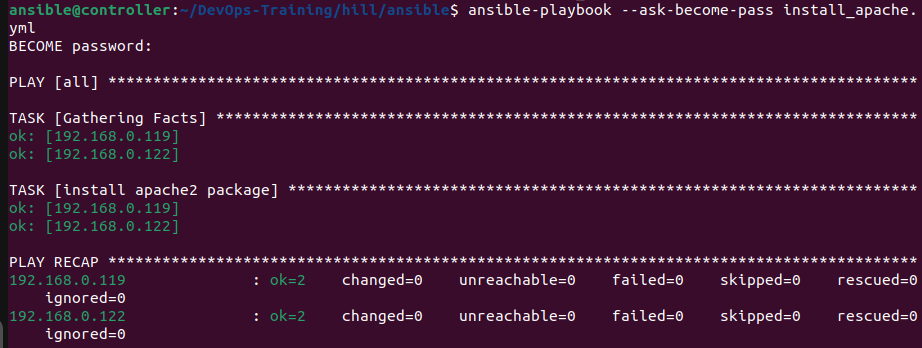 ansible@controller:~/DevOps-Training/hill/ansible$ ansible-playbook --ask-become-pass install_apache.
yml
BECOME password:
PLAY [all] ******************************************************************************************
TASK [Gathering Facts] ******************************************************************************
ok: [192.168.0.119]
ok: [192.168.0.122]
TASK [install apache2 package] **********************************************************************
ok: [192.168.0.119]
ok: [192.168.0.122]
PLAY RECAP ******************************************************************************************
192.168.0.119              : ok=2    changed=0    unreachable=0    failed=0    skipped=0    rescued=0
    ignored=0
192.168.0.122              : ok=2    changed=0    unreachable=0    failed=0    skipped=0    rescued=0
    ignored=0